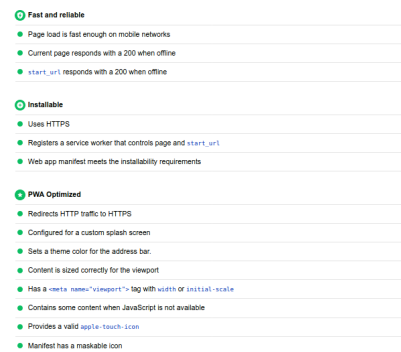 Fast and reliable
Page load is fast enough on mobile networks
Current page responds with a 200 when offline
start_url responds with a 200 when offline
Installable
Uses HTTPS
Registers a service worker that controls page and start_url
Web app manifest meets the installability requirements
PWA Optimized
Redirects HTTP traffic to HTTPS
Configured for a custom splash screen
Sets a theme color for the address bar.
Content is sized correctly for the viewport
Has a <meta name="viewport"> tag with width or initial-scale
Contains some content when JavaScript is not available
Provides a valid apple-touch-icon
Manifest has a maskable icon